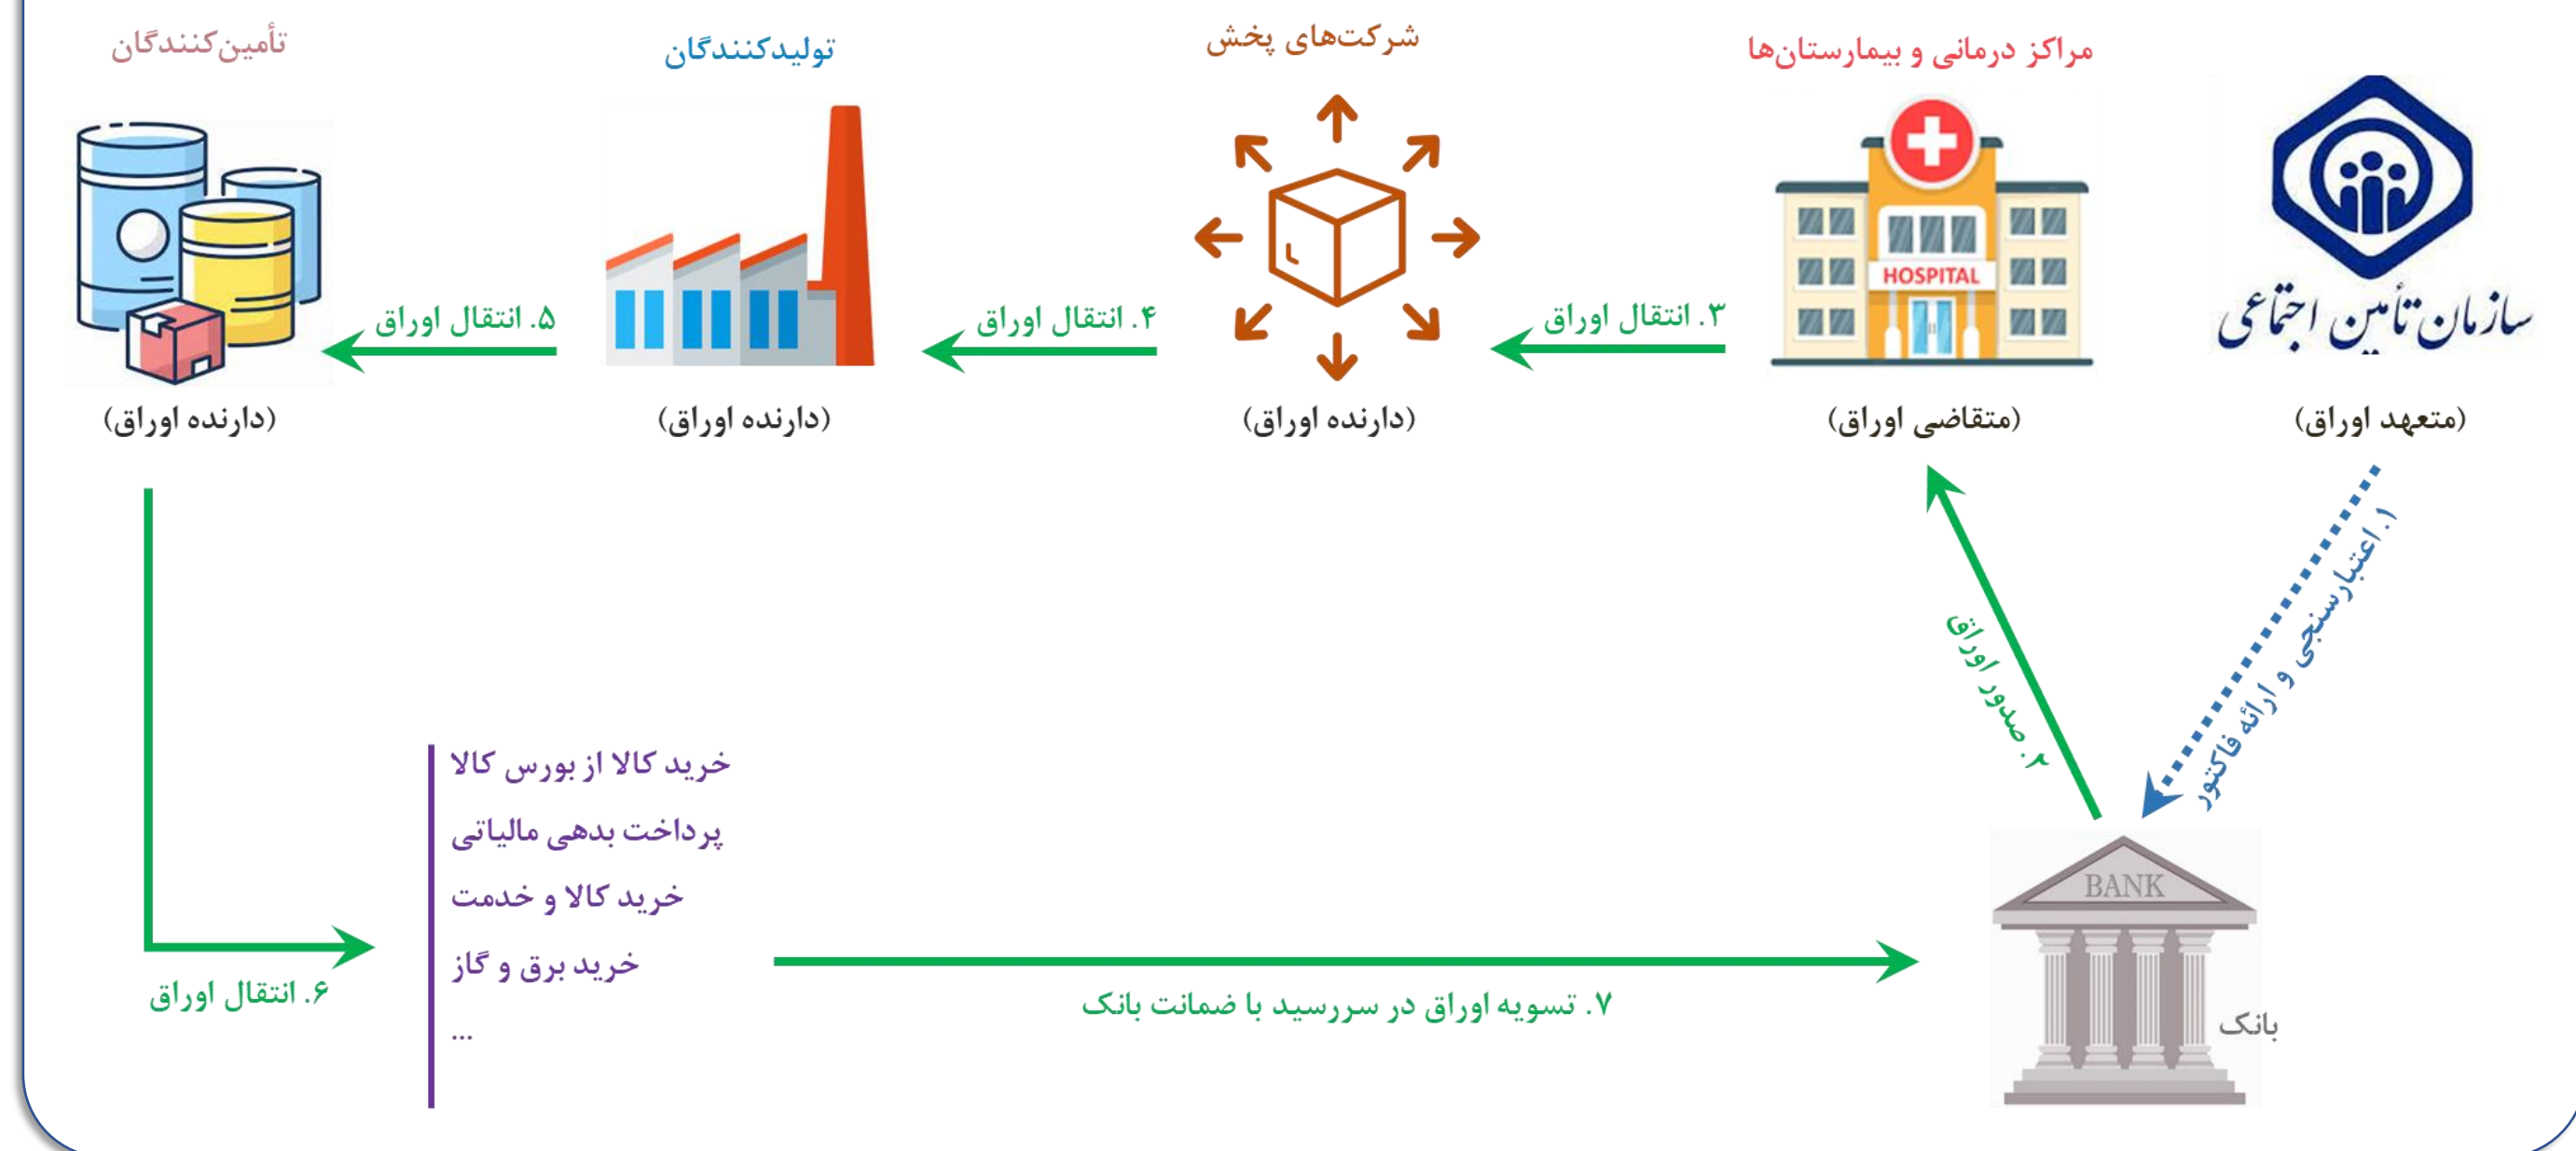 مراکز درمانی و بیمارستان‌ها
شرکت‌های پخش
تولیدکنندگان
تأمین‌کنندگان
HOSPITAL
سازمان تأمین اجتماعی
۳. انتقال اوراق
۴. انتقال اوراق
۵. انتقال اوراق
(متعهد اوراق)
(متقاضی اوراق)
(دارنده اوراق)
(دارنده اوراق)
(دارنده اوراق)
۱. اعتبارسنجی و ارائه فاکتور
۲. صدور اوراق
خرید کالا از بورس کالا
پرداخت بدهی مالیاتی
خرید کالا و خدمت
خرید برق و گاز
...
۶. انتقال اوراق
۷. تسویه اوراق در سررسید با ضمانت بانک
BANK
بانک